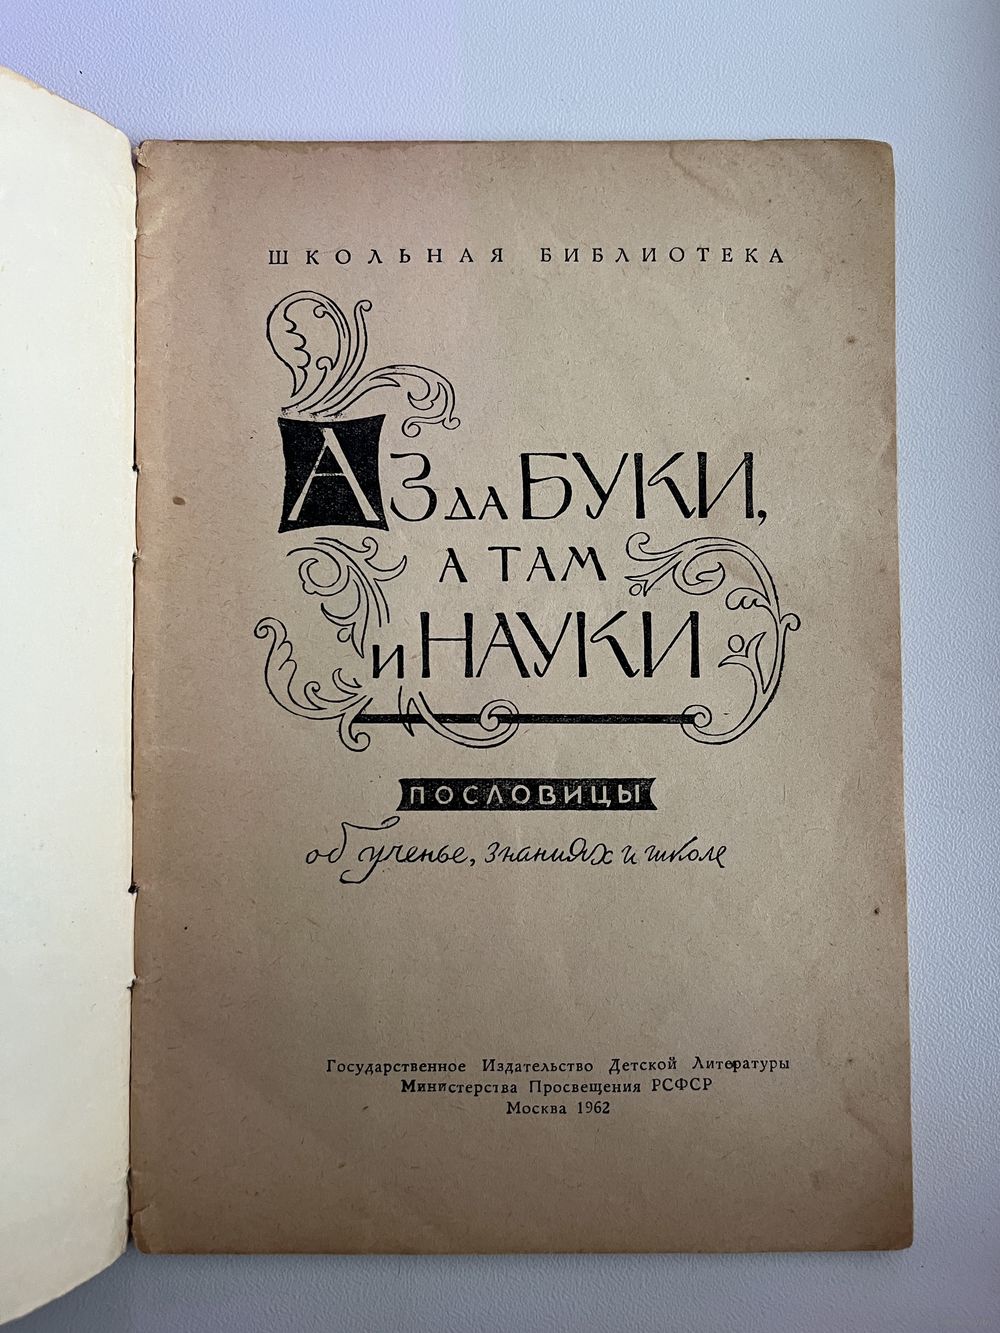 ШКОЛЬНАЯ БИБЛИОТЕКА
АЗ да БУКИ,
А ТАМ
и НАУКИ
ПОСЛОВИЦЫ
об ученье, знаниях и школе
Государственное Издательство Детской Литературы
Министерства Просвещения РСФСР
Москва 1962